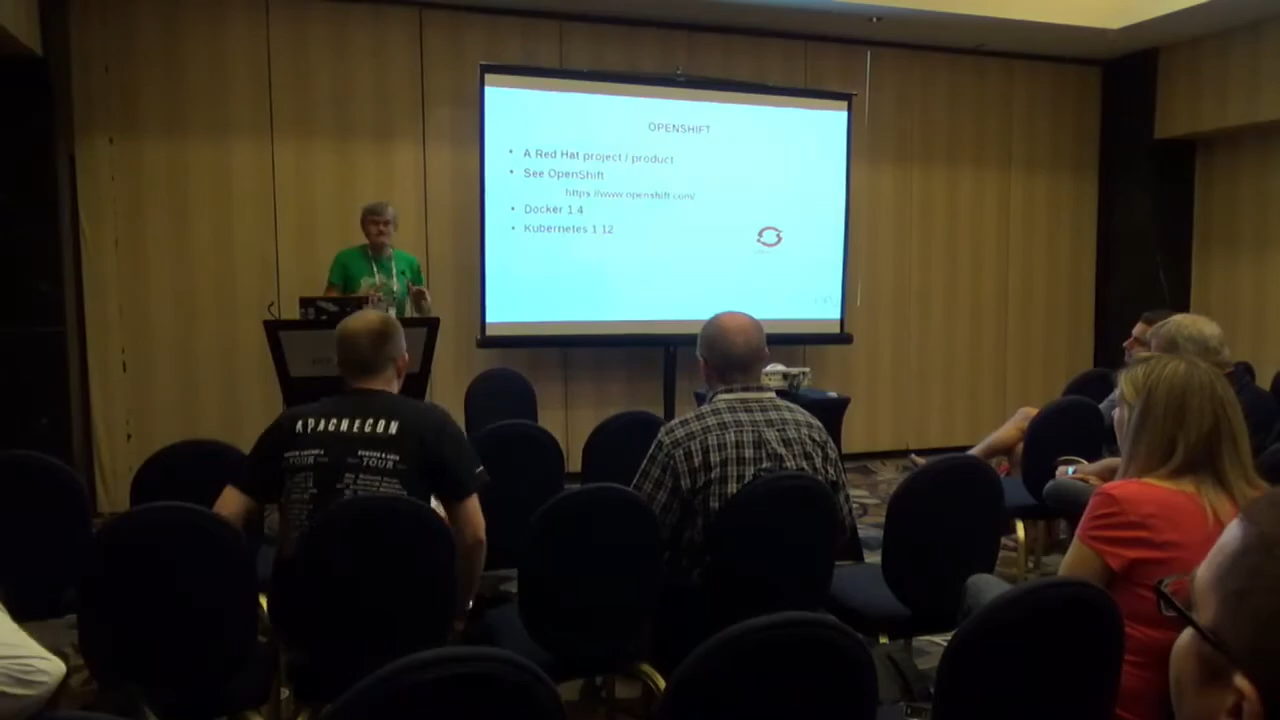 OPENSHIFT
• A Red Hat project / product
• See OpenShift
https://www.openshift.com/
• Docker 1.4
• Kubernetes 1.12
APACHECON
TOUR TOUR